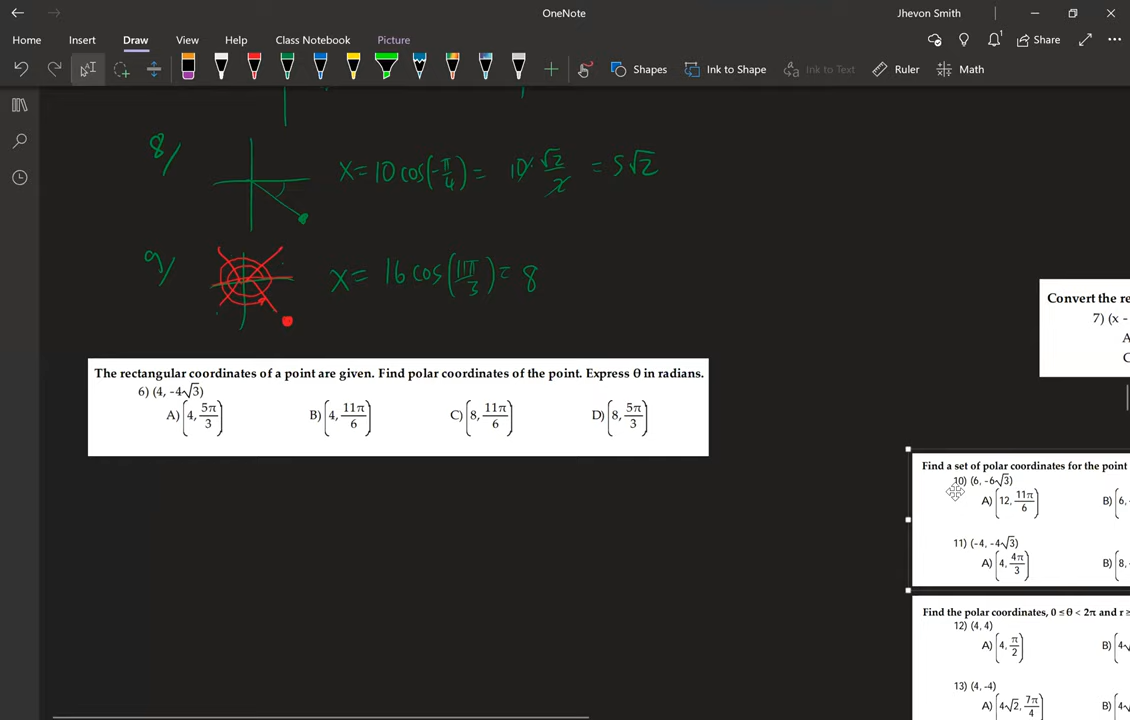 OneNote
Jhevon Smith
Home Insert Draw View Help Class Notebook Picture
Share
Shapes Ink to Shape Ink to Text Ruler Math
8/ x = 10 cos(-π/4) = 10·√2/2 = 5√2
9/ x = 16 cos(11π/3) = 8
The rectangular coordinates of a point are given. Find polar coordinates of the point. Express θ in radians.
6) (4, -4√3)
A) (4, 5π/3) B) (4, 11π/6) C) (8, 11π/6) D) (8, 5π/3)
Convert the re
7) (x -
A
C
Find a set of polar coordinates for the point
10) (6, -6√3)
A) (12, 11π/6) B) (6,
11) (-4, -4√3)
A) (4, 4π/3) B) (8,
Find the polar coordinates, 0 ≤ θ < 2π and r ≥
12) (4, 4)
A) (4, π/2) B) (4√
13) (4, -4)
A) (4√2, 7π/4) B) (4